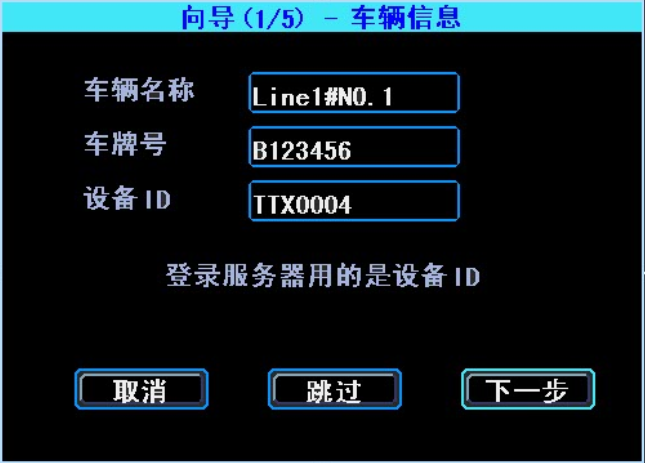 向导(1/5) - 车辆信息
车辆名称 Line1#NO.1
车牌号 B123456
设备ID TTX0004
登录服务器用的是设备ID
取消 跳过 下一步